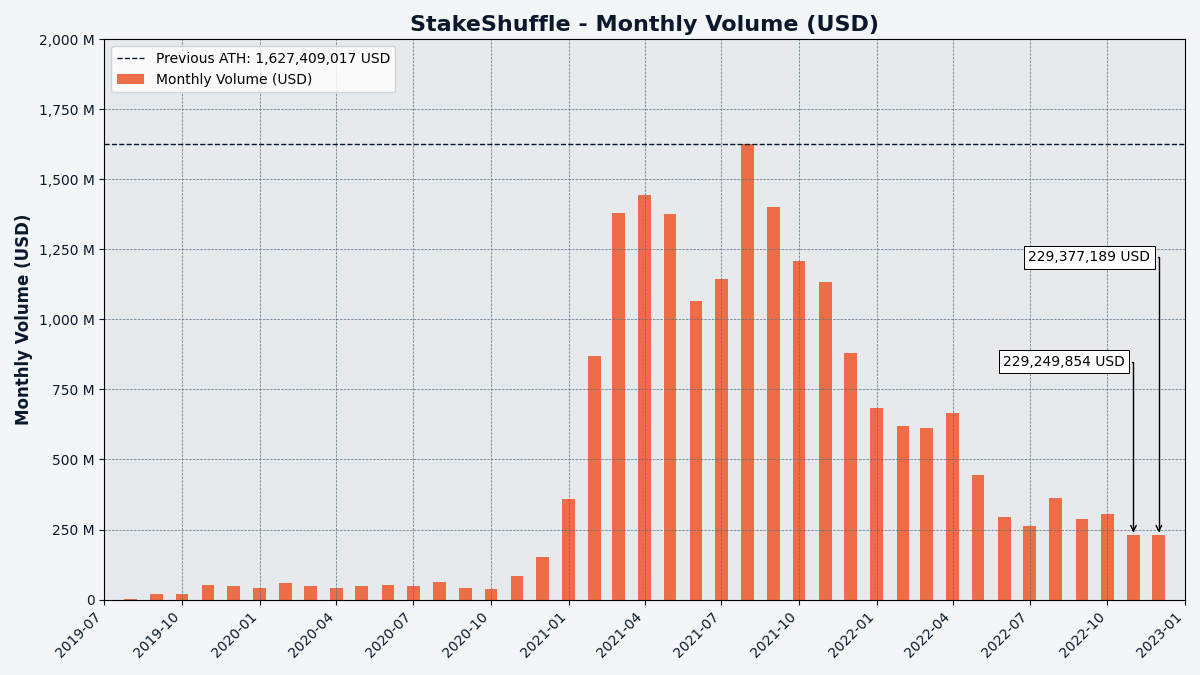 StakeShuffle - Monthly Volume (USD)
Previous ATH: 1,627,409,017 USD
Monthly Volume (USD)
Monthly Volume (USD)
2,000 M
1,750 M
1,500 M
1,250 M
1,000 M
750 M
500 M
250 M
0
229,377,189 USD
229,249,854 USD
2019-07
2019-10
2020-01
2020-04
2020-07
2020-10
2021-01
2021-04
2021-07
2021-10
2022-01
2022-04
2022-07
2022-10
2023-01